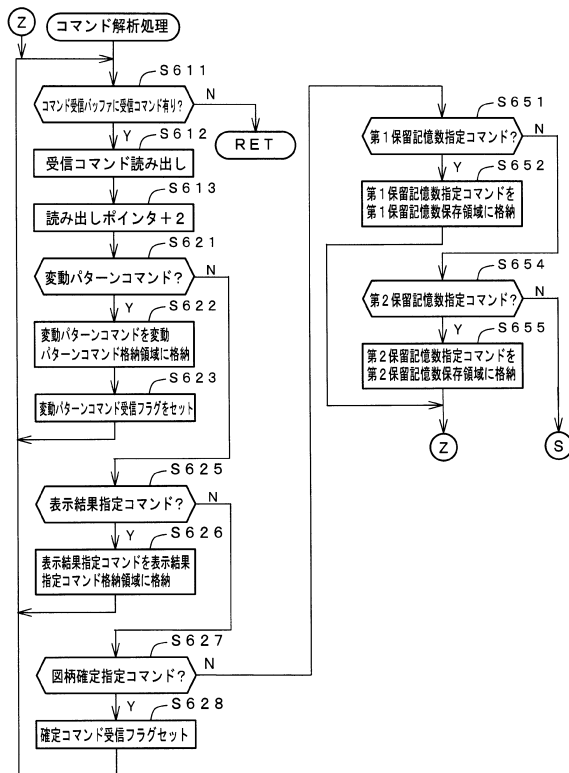 Z
コマンド解析処理
S611
コマンド受信バッファに受信コマンド有り?
N
Y
RET
S612
受信コマンド読み出し
S613
読み出しポインタ+2
S621
変動パターンコマンド?
N
Y
S622
変動パターンコマンドを変動
パターンコマンド格納領域に格納
S623
変動パターンコマンド受信フラグをセット
S625
表示結果指定コマンド?
N
Y
S626
表示結果指定コマンドを表示結果
指定コマンド格納領域に格納
S627
図柄確定指定コマンド?
N
Y
S628
確定コマンド受信フラグセット
S651
第1保留記憶数指定コマンド?
N
Y
S652
第1保留記憶数指定コマンドを
第1保留記憶数保存領域に格納
S654
第2保留記憶数指定コマンド?
N
Y
S655
第2保留記憶数指定コマンドを
第2保留記憶数保存領域に格納
Z
S